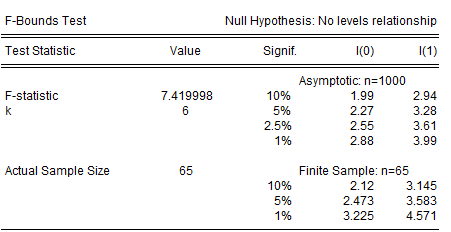 F-Bounds Test Null Hypothesis: No levels relationship
Test Statistic Value Signif. I(0) I(1)
Asymptotic: n=1000
F-statistic 7.419998 10% 1.99 2.94
k 6 5% 2.27 3.28
2.5% 2.55 3.61
1% 2.88 3.99
Actual Sample Size 65 Finite Sample: n=65
10% 2.12 3.145
5% 2.473 3.583
1% 3.225 4.571